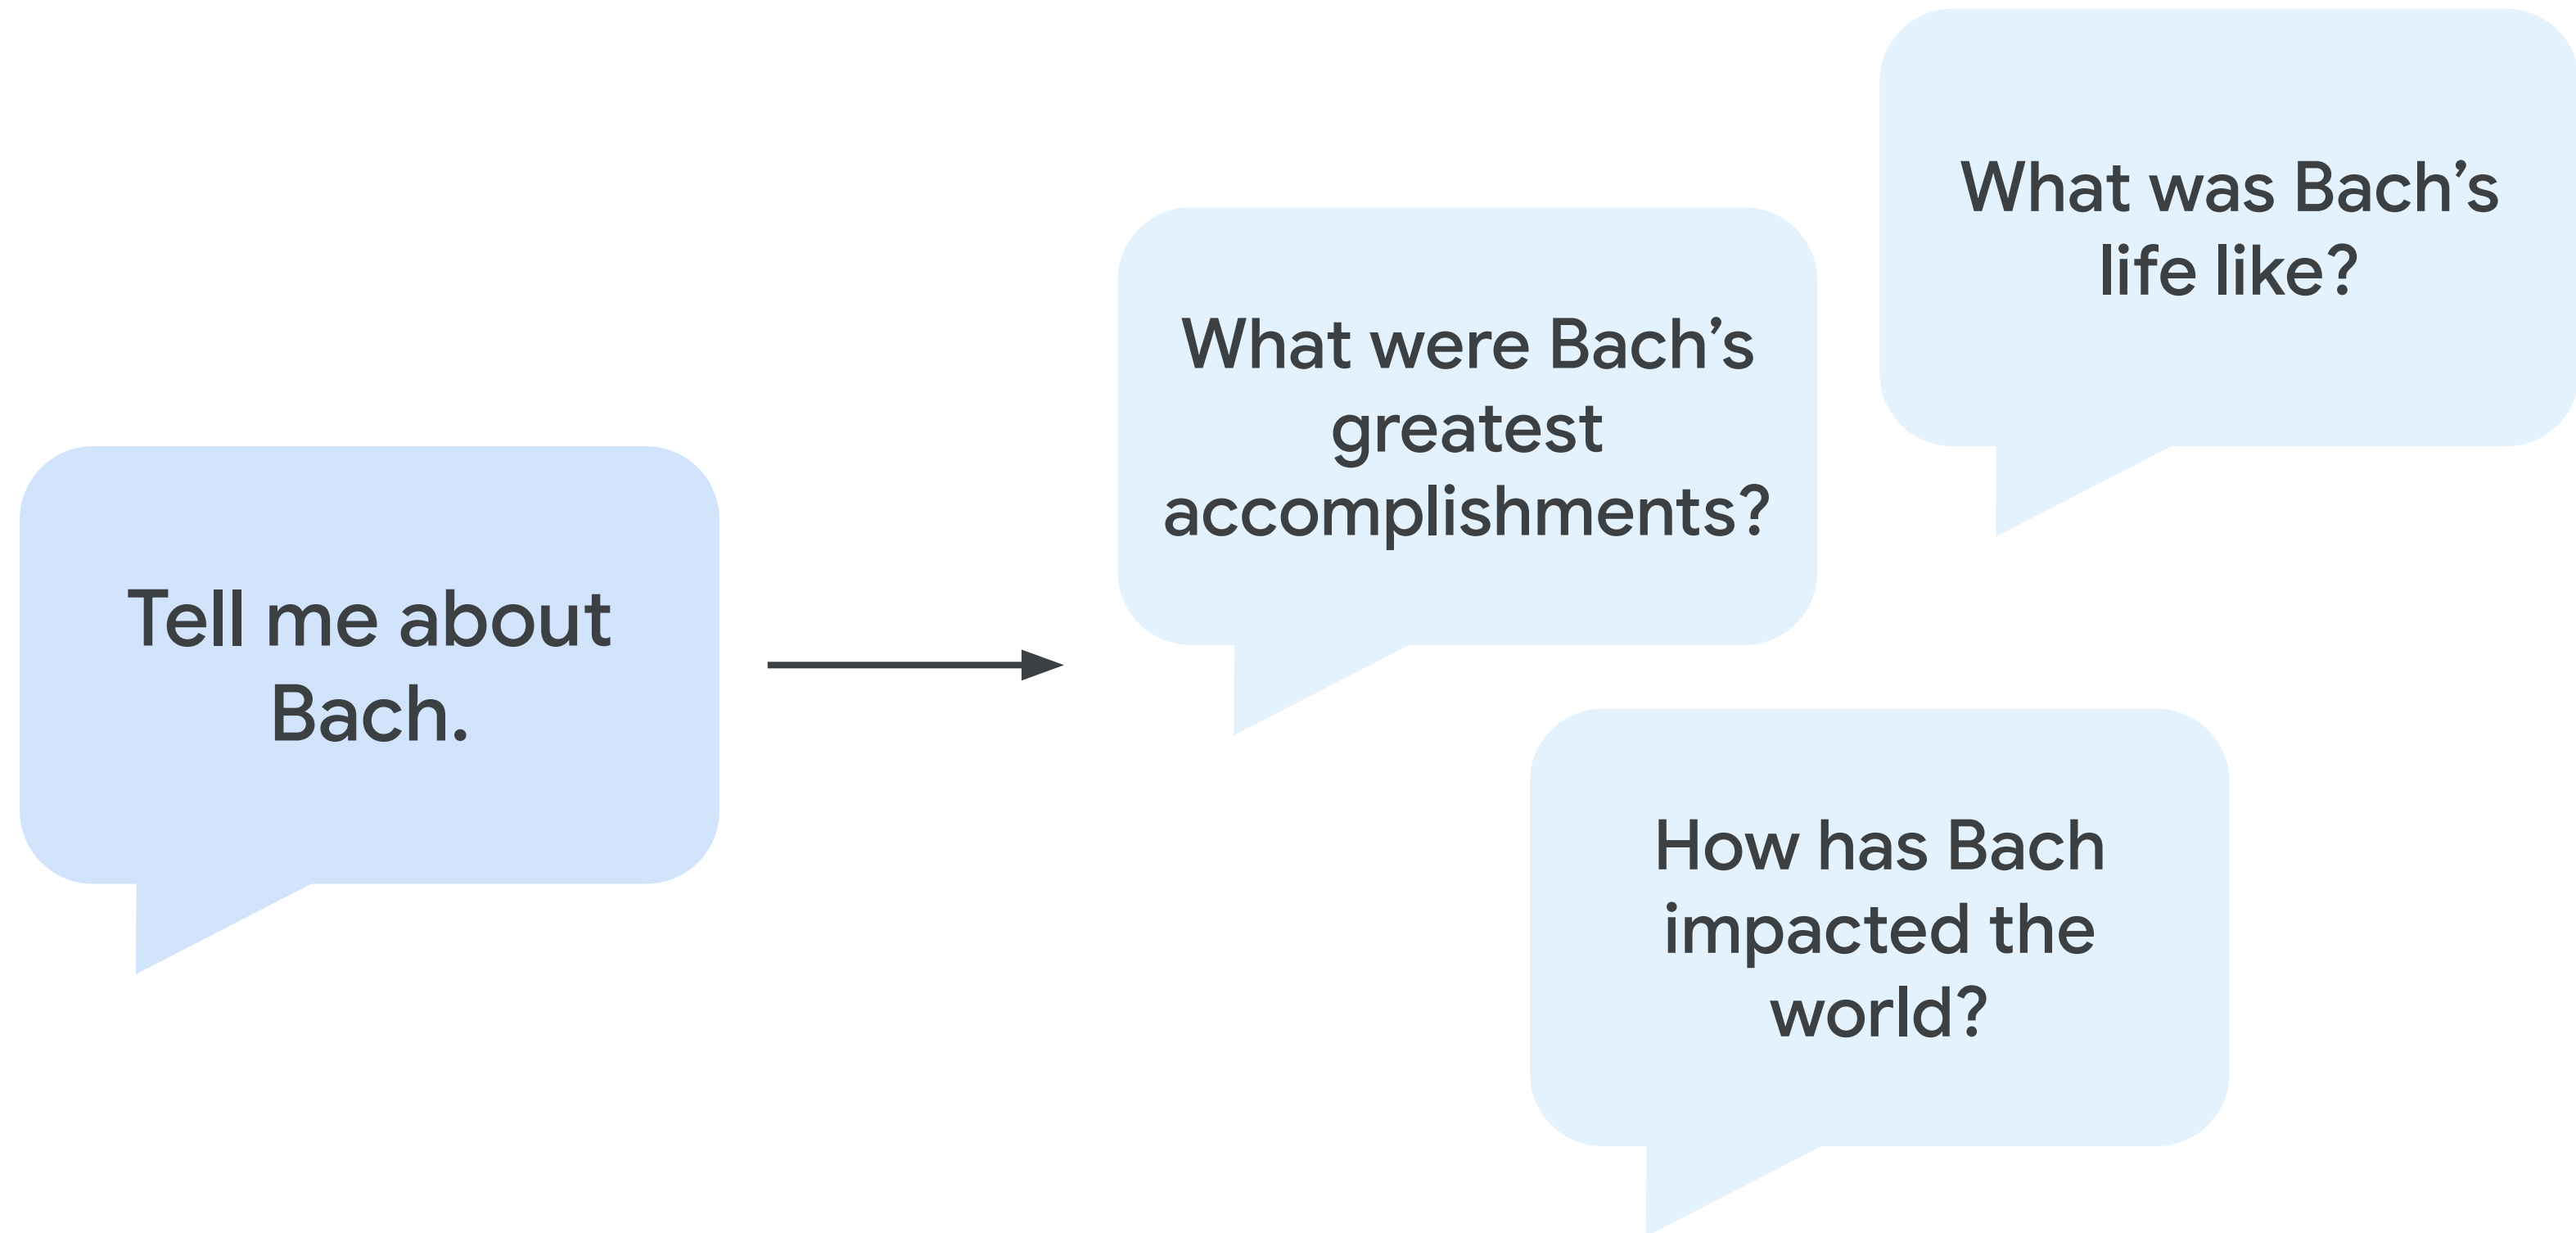 Tell me about
Bach.
What were Bach’s
greatest
accomplishments?
What was Bach’s
life like?
How has Bach
impacted the
world?